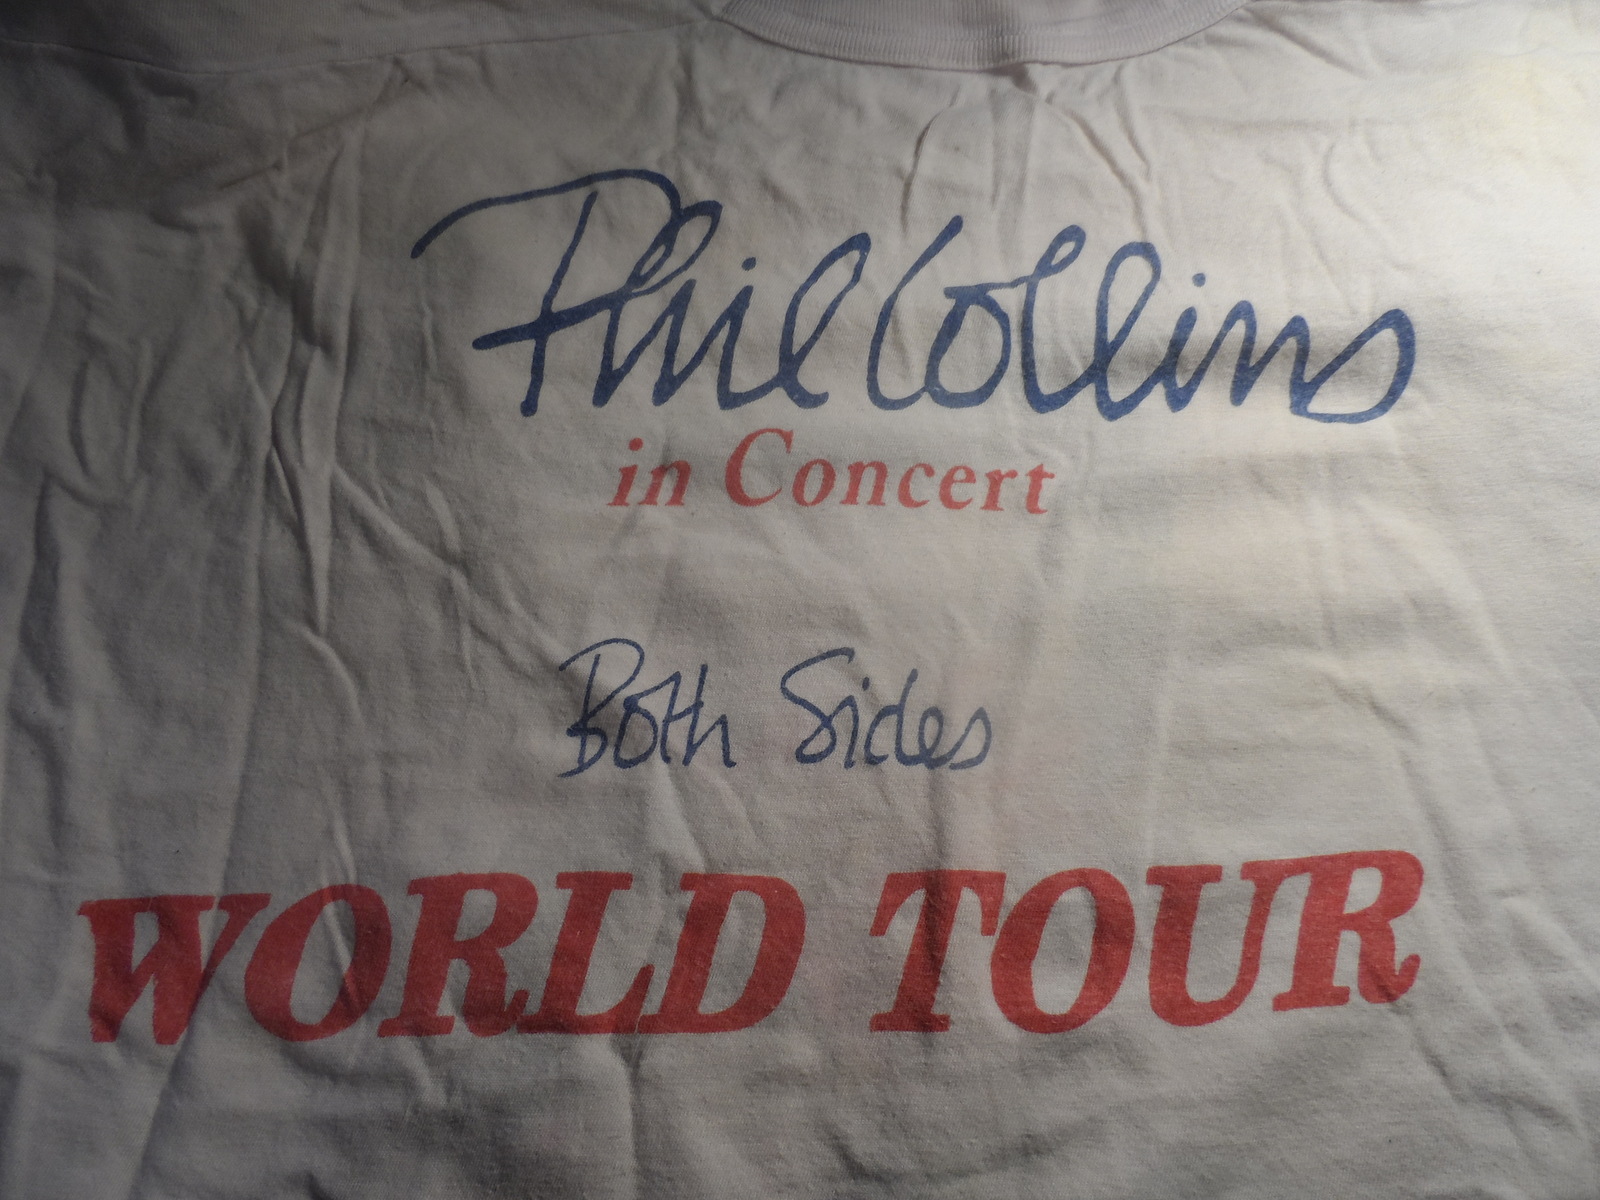 Phil Collins
in Concert
Both Sides
WORLD TOUR